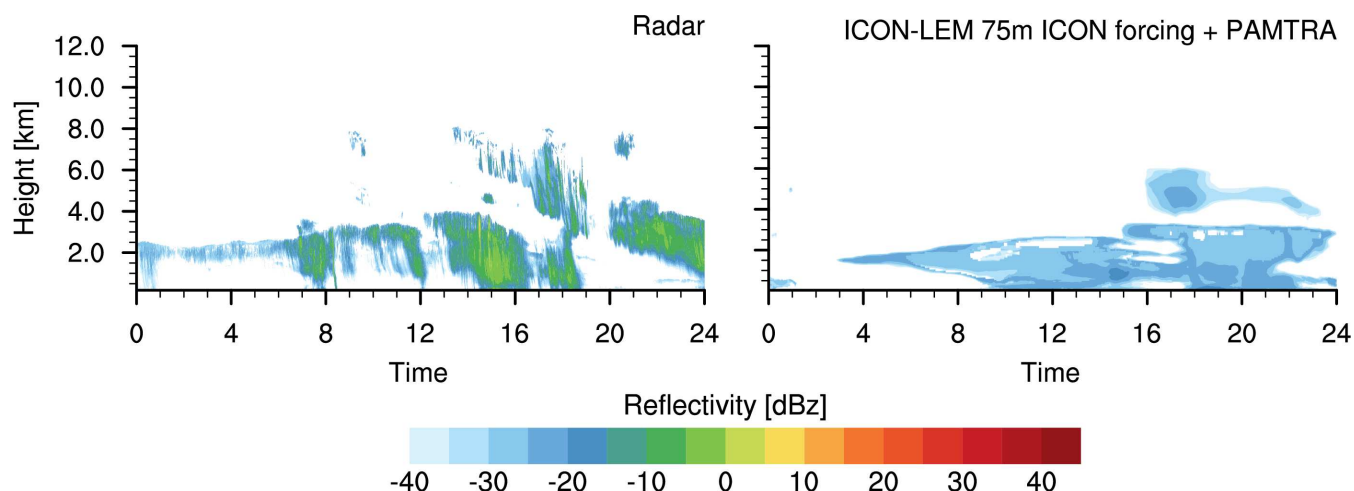 Radar
ICON-LEM 75m ICON forcing + PAMTRA
Height [km]
12.0
10.0
8.0
6.0
4.0
2.0
0 4 8 12 16 20 24
0 4 8 12 16 20 24
Time
Time
Reflectivity [dBz]
-40 -30 -20 -10 0 10 20 30 40